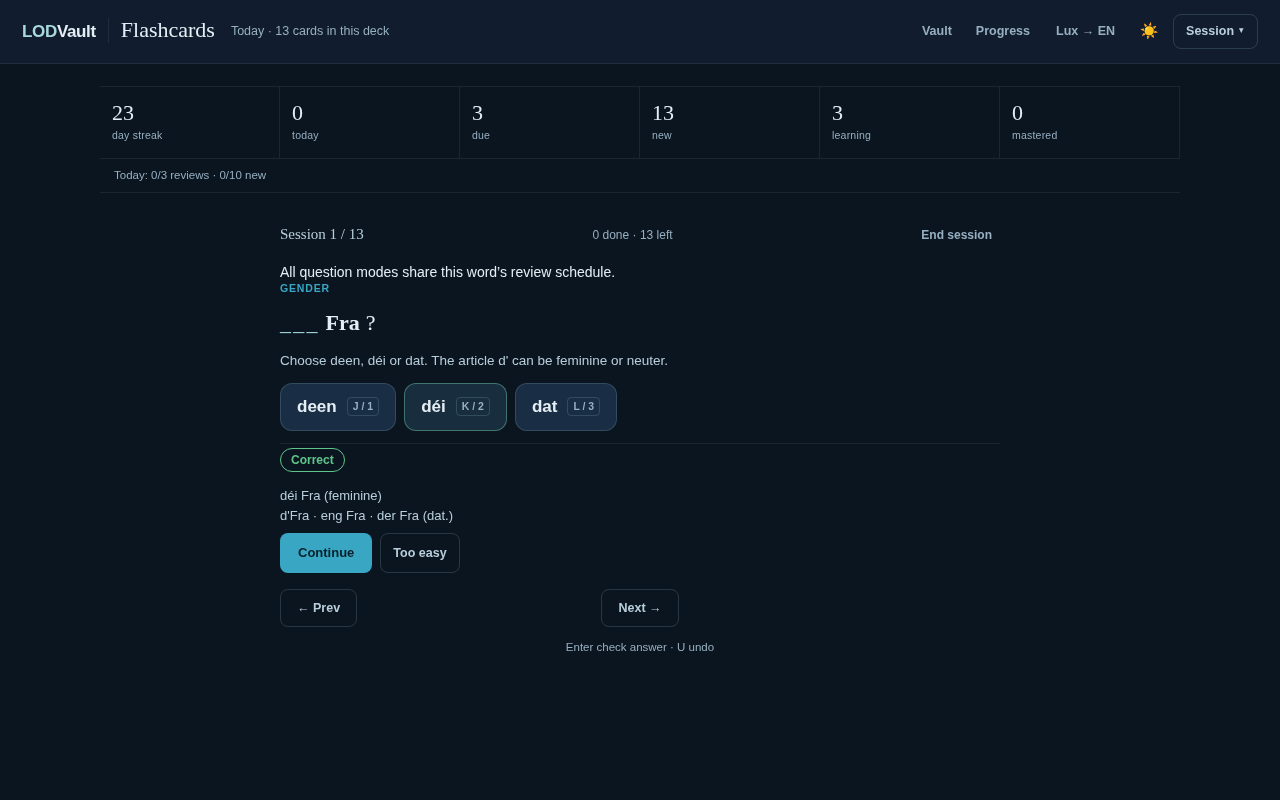 LODVault Flashcards Today · 13 cards in this deck Vault Progress Lux → EN ☀️ Session ▾
23 0 3 13 3 0
day streak today due new learning mastered
Today: 0/3 reviews · 0/10 new
Session 1 / 13 0 done · 13 left End session
All question modes share this word’s review schedule.
GENDER
___ Fra ?
Choose deen, déi or dat. The article d' can be feminine or neuter.
deen J / 1 déi K / 2 dat L / 3
Correct
déi Fra (feminine)
d'Fra · eng Fra · der Fra (dat.)
Continue Too easy
← Prev Next →
Enter check answer · U undo